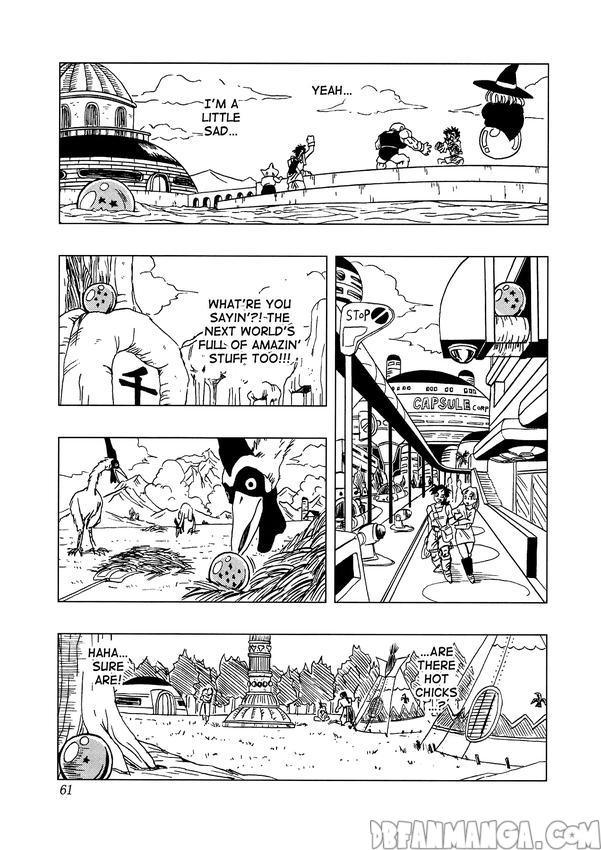 YEAH...
I'M A
LITTLE
SAD...
WHAT'RE YOU
SAYIN'?! THE
NEXT WORLD'S
FULL OF AMAZIN'
STUFF TOO!!!
千
STOP
CAPSULE CORP
HAHA...
SURE
ARE!
...ARE
THERE
HOT
CHICKS
!?
61
DBFANMANGA.COM